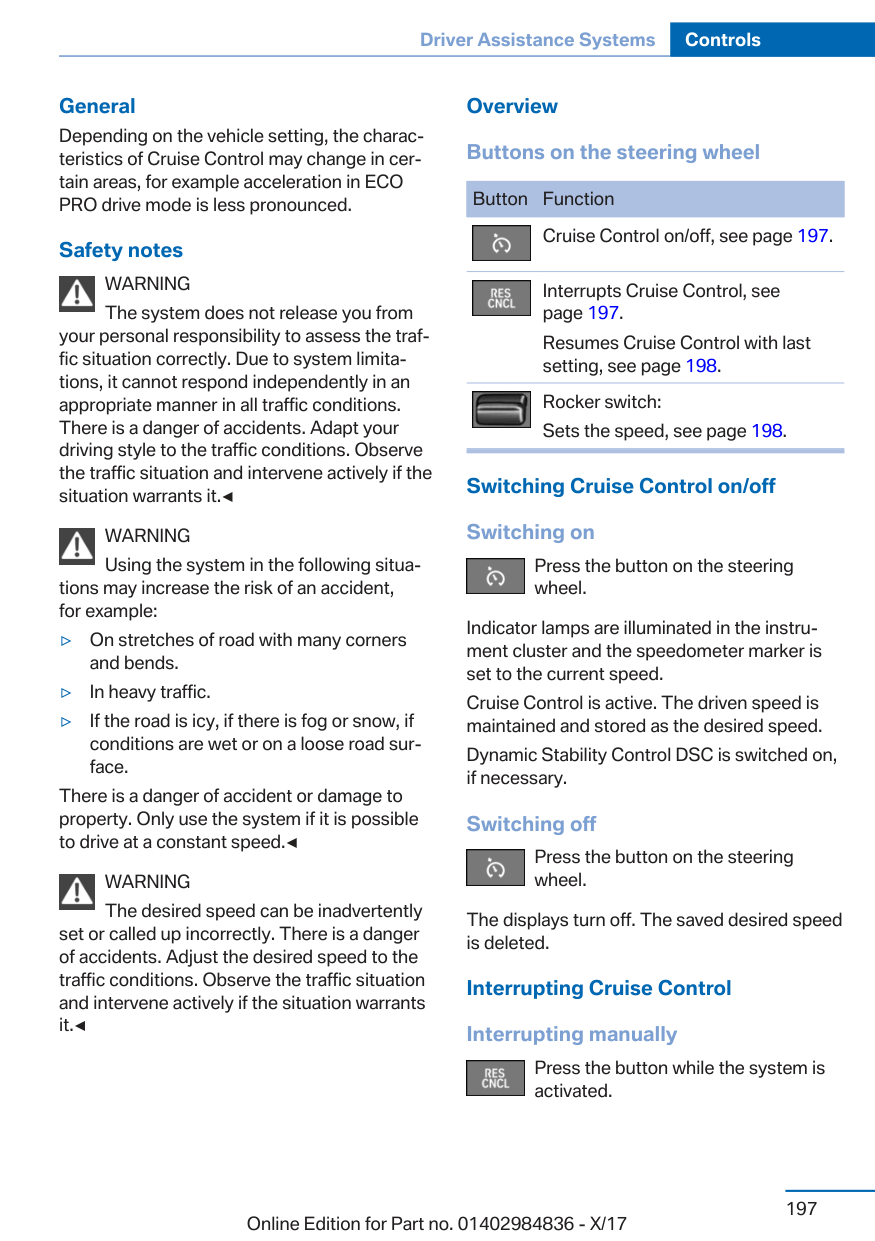 Driver Assistance Systems Controls
General
Depending on the vehicle setting, the charac-
teristics of Cruise Control may change in cer-
tain areas, for example acceleration in ECO
PRO drive mode is less pronounced.
Safety notes
WARNING
The system does not release you from
your personal responsibility to assess the traf-
fic situation correctly. Due to system limita-
tions, it cannot respond independently in an
appropriate manner in all traffic conditions.
There is a danger of accidents. Adapt your
driving style to the traffic conditions. Observe
the traffic situation and intervene actively if the
situation warrants it.◄
WARNING
Using the system in the following situa-
tions may increase the risk of an accident,
for example:
▷ On stretches of road with many corners
and bends.
▷ In heavy traffic.
▷ If the road is icy, if there is fog or snow, if
conditions are wet or on a loose road sur-
face.
There is a danger of accident or damage to
property. Only use the system if it is possible
to drive at a constant speed.◄
WARNING
The desired speed can be inadvertently
set or called up incorrectly. There is a danger
of accidents. Adjust the desired speed to the
traffic conditions. Observe the traffic situation
and intervene actively if the situation warrants
it.◄
Overview
Buttons on the steering wheel
Button Function
Cruise Control on/off, see page 197.
RES
CNCL
Interrupts Cruise Control, see
page 197.
Resumes Cruise Control with last
setting, see page 198.
Rocker switch:
Sets the speed, see page 198.
Switching Cruise Control on/off
Switching on
Press the button on the steering
wheel.
Indicator lamps are illuminated in the instru-
ment cluster and the speedometer marker is
set to the current speed.
Cruise Control is active. The driven speed is
maintained and stored as the desired speed.
Dynamic Stability Control DSC is switched on,
if necessary.
Switching off
Press the button on the steering
wheel.
The displays turn off. The saved desired speed
is deleted.
Interrupting Cruise Control
Interrupting manually
RES
CNCL
Press the button while the system is
activated.
197
Online Edition for Part no. 01402984836 - X/17